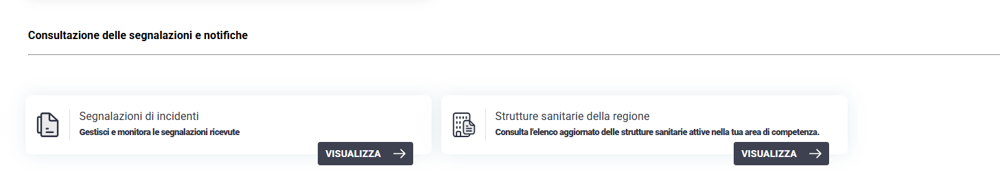 Consultazione delle segnalazioni e notifiche
Segnalazioni di incidenti
Gestisci e monitora le segnalazioni ricevute
VISUALIZZA
Strutture sanitarie della regione
Consulta l'elenco aggiornato delle strutture sanitarie attive nella tua area di competenza.
VISUALIZZA